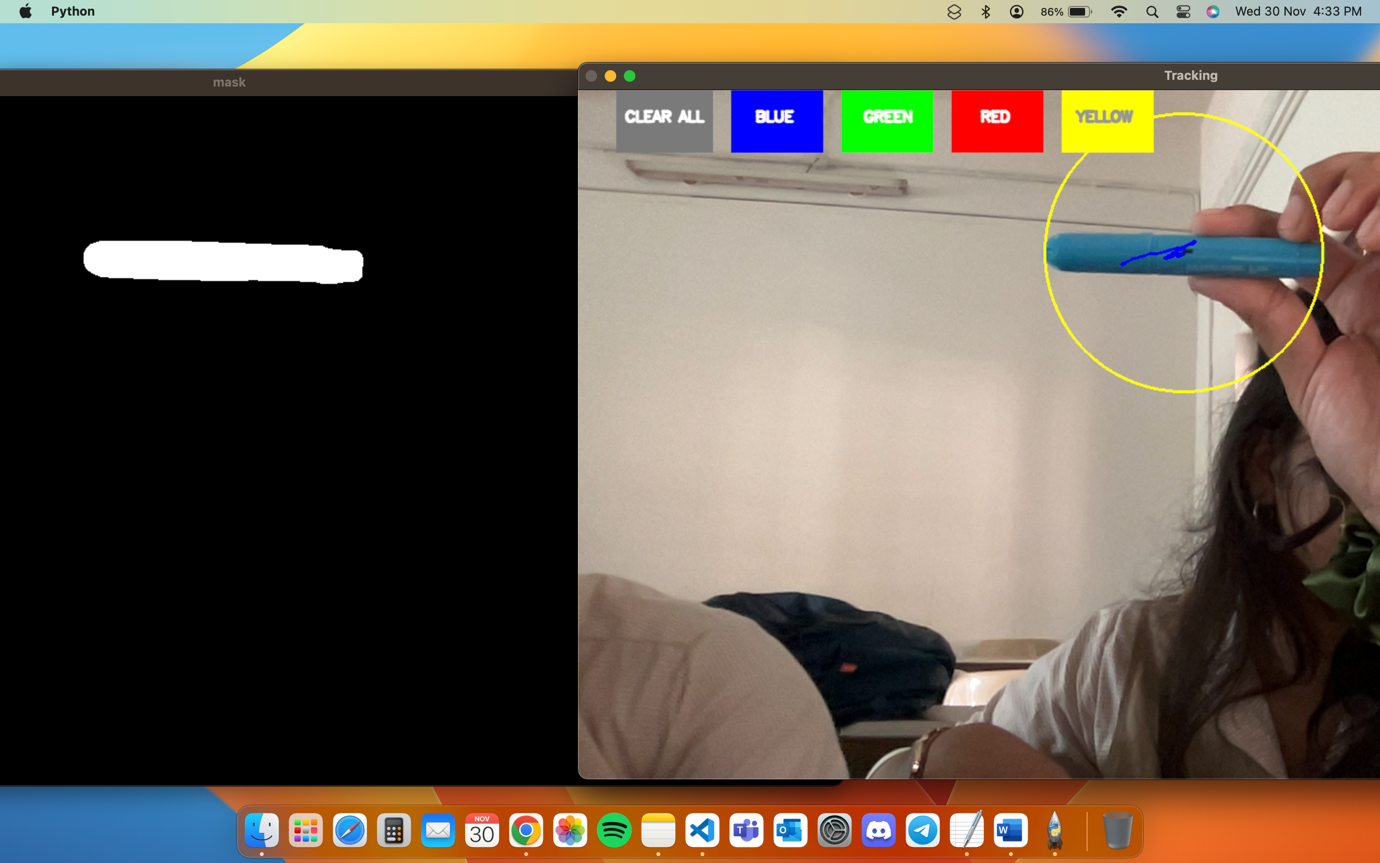 Python
86%
Wed 30 Nov 4:33 PM
mask
Tracking
CLEAR ALL
BLUE
GREEN
RED
YELLOW
NOV
30